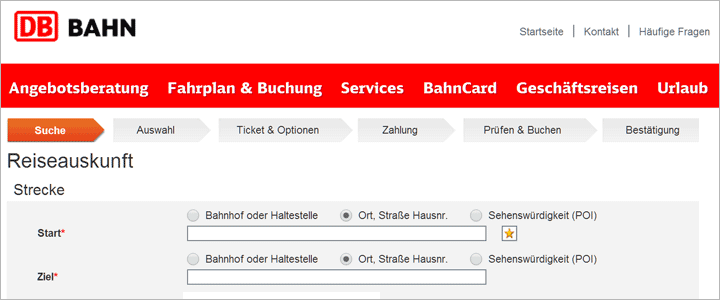 DB BAHN
Startseite | Kontakt | Häufige Fragen
Angebotsberatung Fahrplan & Buchung Services BahnCard Geschäftsreisen Urlaub
Suche Auswahl Ticket & Optionen Zahlung Prüfen & Buchen Bestätigung
Reiseauskunft
Strecke
Bahnhof oder Haltestelle Ort, Straße Hausnr. Sehenswürdigkeit (POI)
Start*
Bahnhof oder Haltestelle Ort, Straße Hausnr. Sehenswürdigkeit (POI)
Ziel*